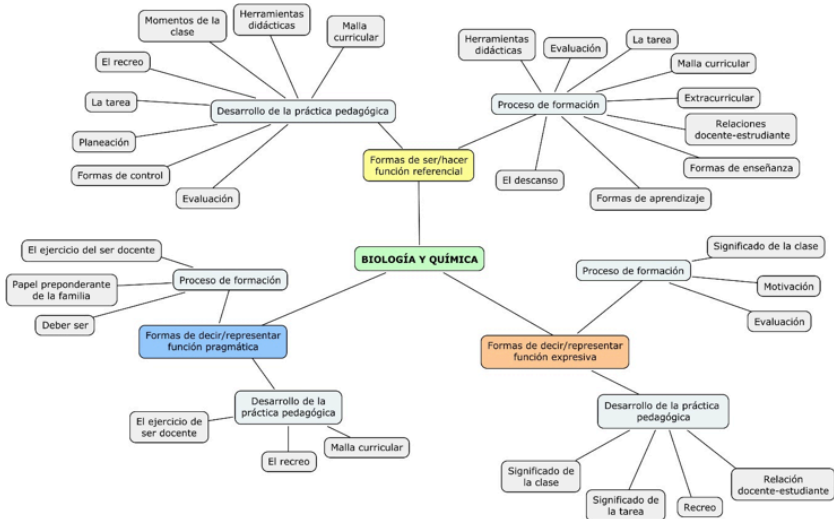 Momentos de la
clase
Herramientas
didácticas
Malla
curricular
El recreo
La tarea
Desarrollo de la práctica pedagógica
Planeación
Formas de control
Evaluación
Herramientas
didácticas
Evaluación
La tarea
Malla curricular
Proceso de formación
Extracurricular
Relaciones
docente-estrudiante
Formas de enseñanza
El descanso
Formas de aprendizaje
Formas de ser/hacer
función referencial
BIOLOGÍA Y QUÍMICA
El ejercicio del ser docente
Proceso de formación
Papel preponderante
de la familia
Deber ser
Formas de decir/representar
función pragmática
Desarrollo de la
práctica pedagógica
El ejercicio de
ser docente
El recreo
Malla curricular
Significado de la clase
Proceso de formación
Motivación
Evaluación
Formas de decir/representar
función expresiva
Desarrollo de la práctica
pedagógica
Significado de
la clase
Significado de
la tarea
Recreo
Relación
docente-estudiante